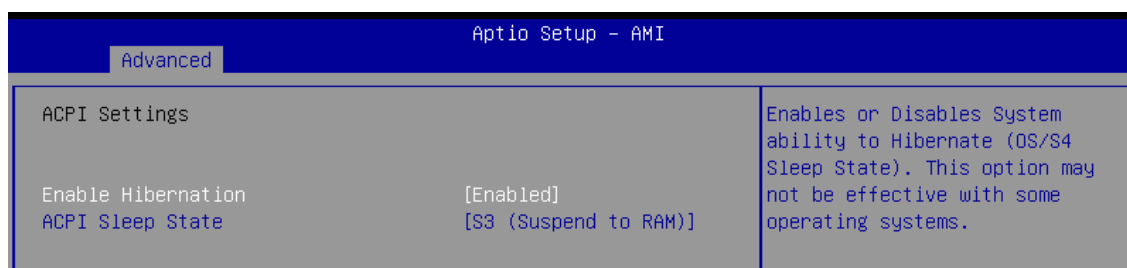 Aptio Setup – AMI
Advanced
ACPI Settings
Enable Hibernation [Enabled]
ACPI Sleep State [S3 (Suspend to RAM)]
Enables or Disables System
ability to Hibernate (OS/S4
Sleep State). This option may
not be effective with some
operating systems.